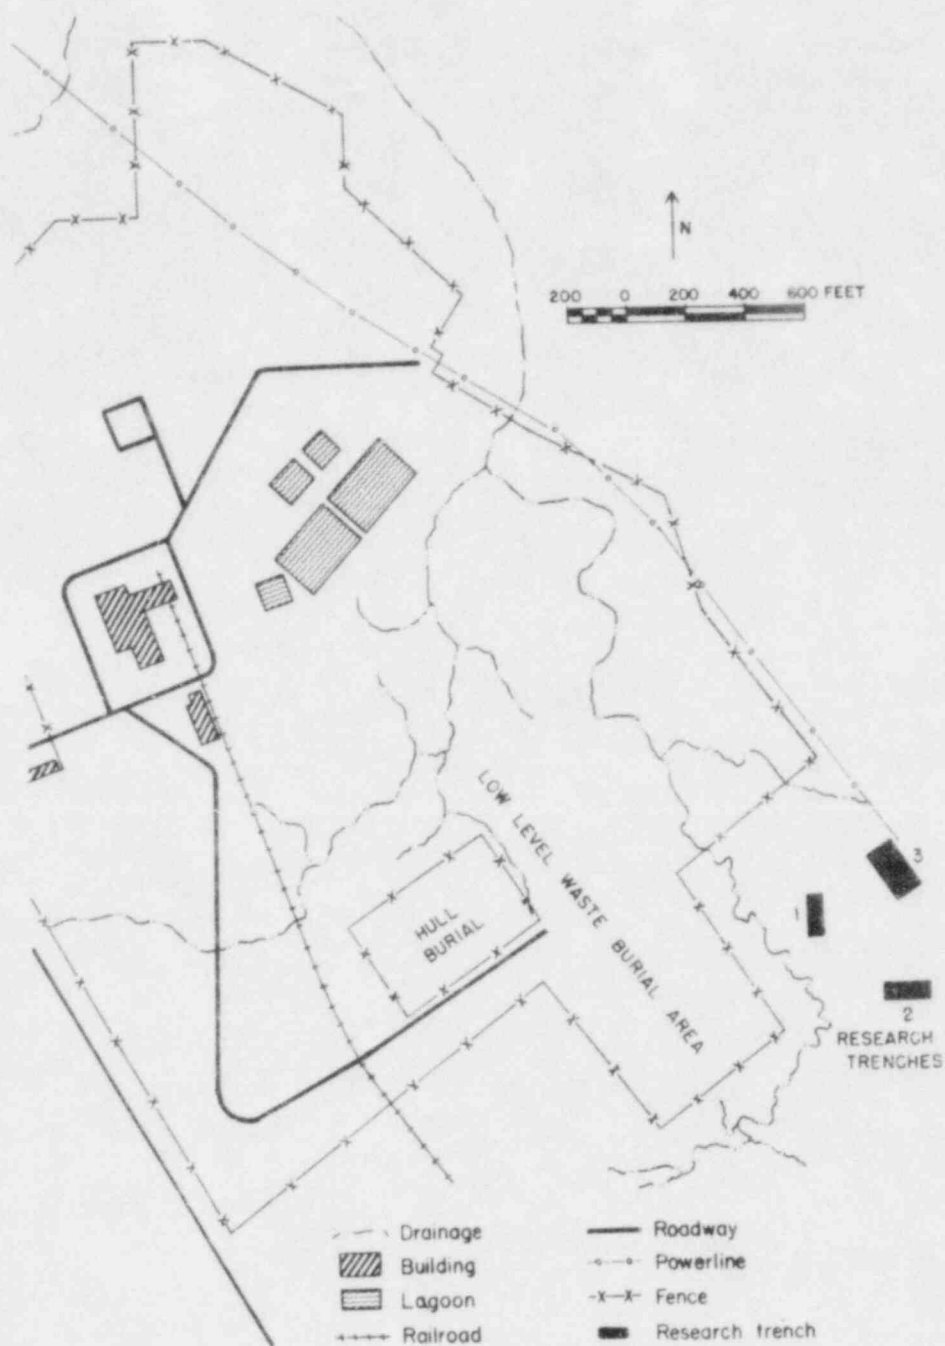 N
200 0 200 400 600 FEET
LOW LEVEL WASTE BURIAL AREA
HULL
BURIAL
3
1
2
RESEARCH
TRENCHES
Drainage
Building
Lagoon
Railroad
Roadway
Powerline
Fence
Research trench